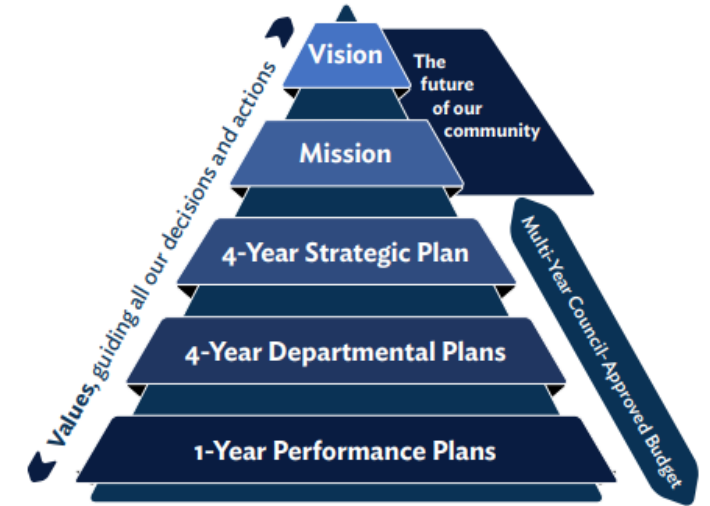 Vision
The
future
of our
community
Mission
4-Year Strategic Plan
4-Year Departmental Plans
1-Year Performance Plans
Values, guiding all our decisions and actions
Multi-Year Council-Approved Budget